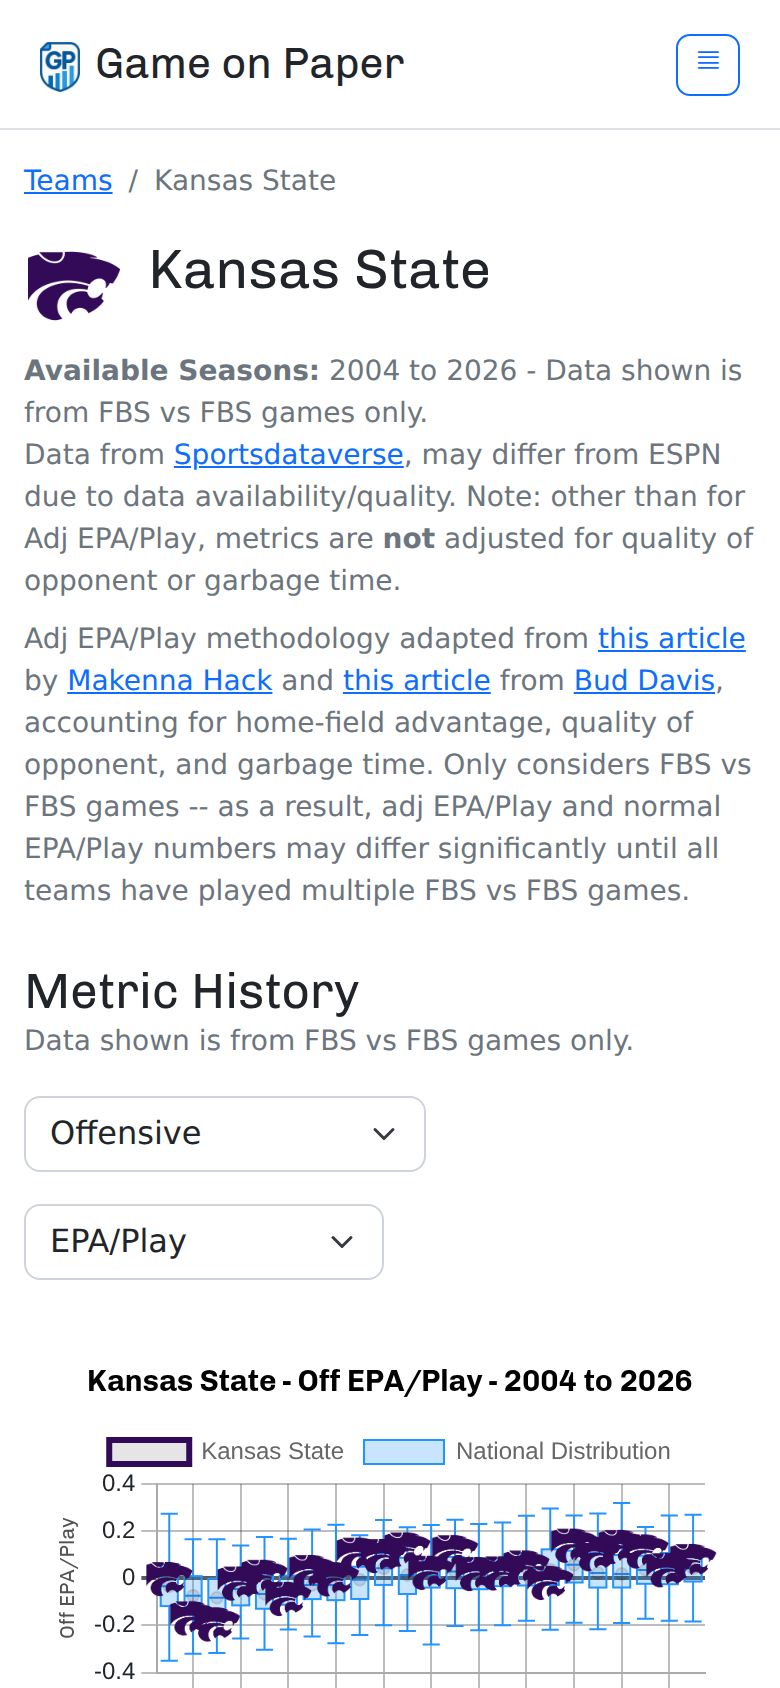 GP Game on Paper
Teams / Kansas State
Kansas State
Available Seasons: 2004 to 2026 - Data shown is
from FBS vs FBS games only.
Data from Sportsdataverse, may differ from ESPN
due to data availability/quality. Note: other than for
Adj EPA/Play, metrics are not adjusted for quality of
opponent or garbage time.
Adj EPA/Play methodology adapted from this article
by Makenna Hack and this article from Bud Davis,
accounting for home-field advantage, quality of
opponent, and garbage time. Only considers FBS vs
FBS games -- as a result, adj EPA/Play and normal
EPA/Play numbers may differ significantly until all
teams have played multiple FBS vs FBS games.
Metric History
Data shown is from FBS vs FBS games only.
Offensive
EPA/Play
Kansas State - Off EPA/Play - 2004 to 2026
Kansas State National Distribution
0.4
0.2
0
-0.2
-0.4
Off EPA/Play